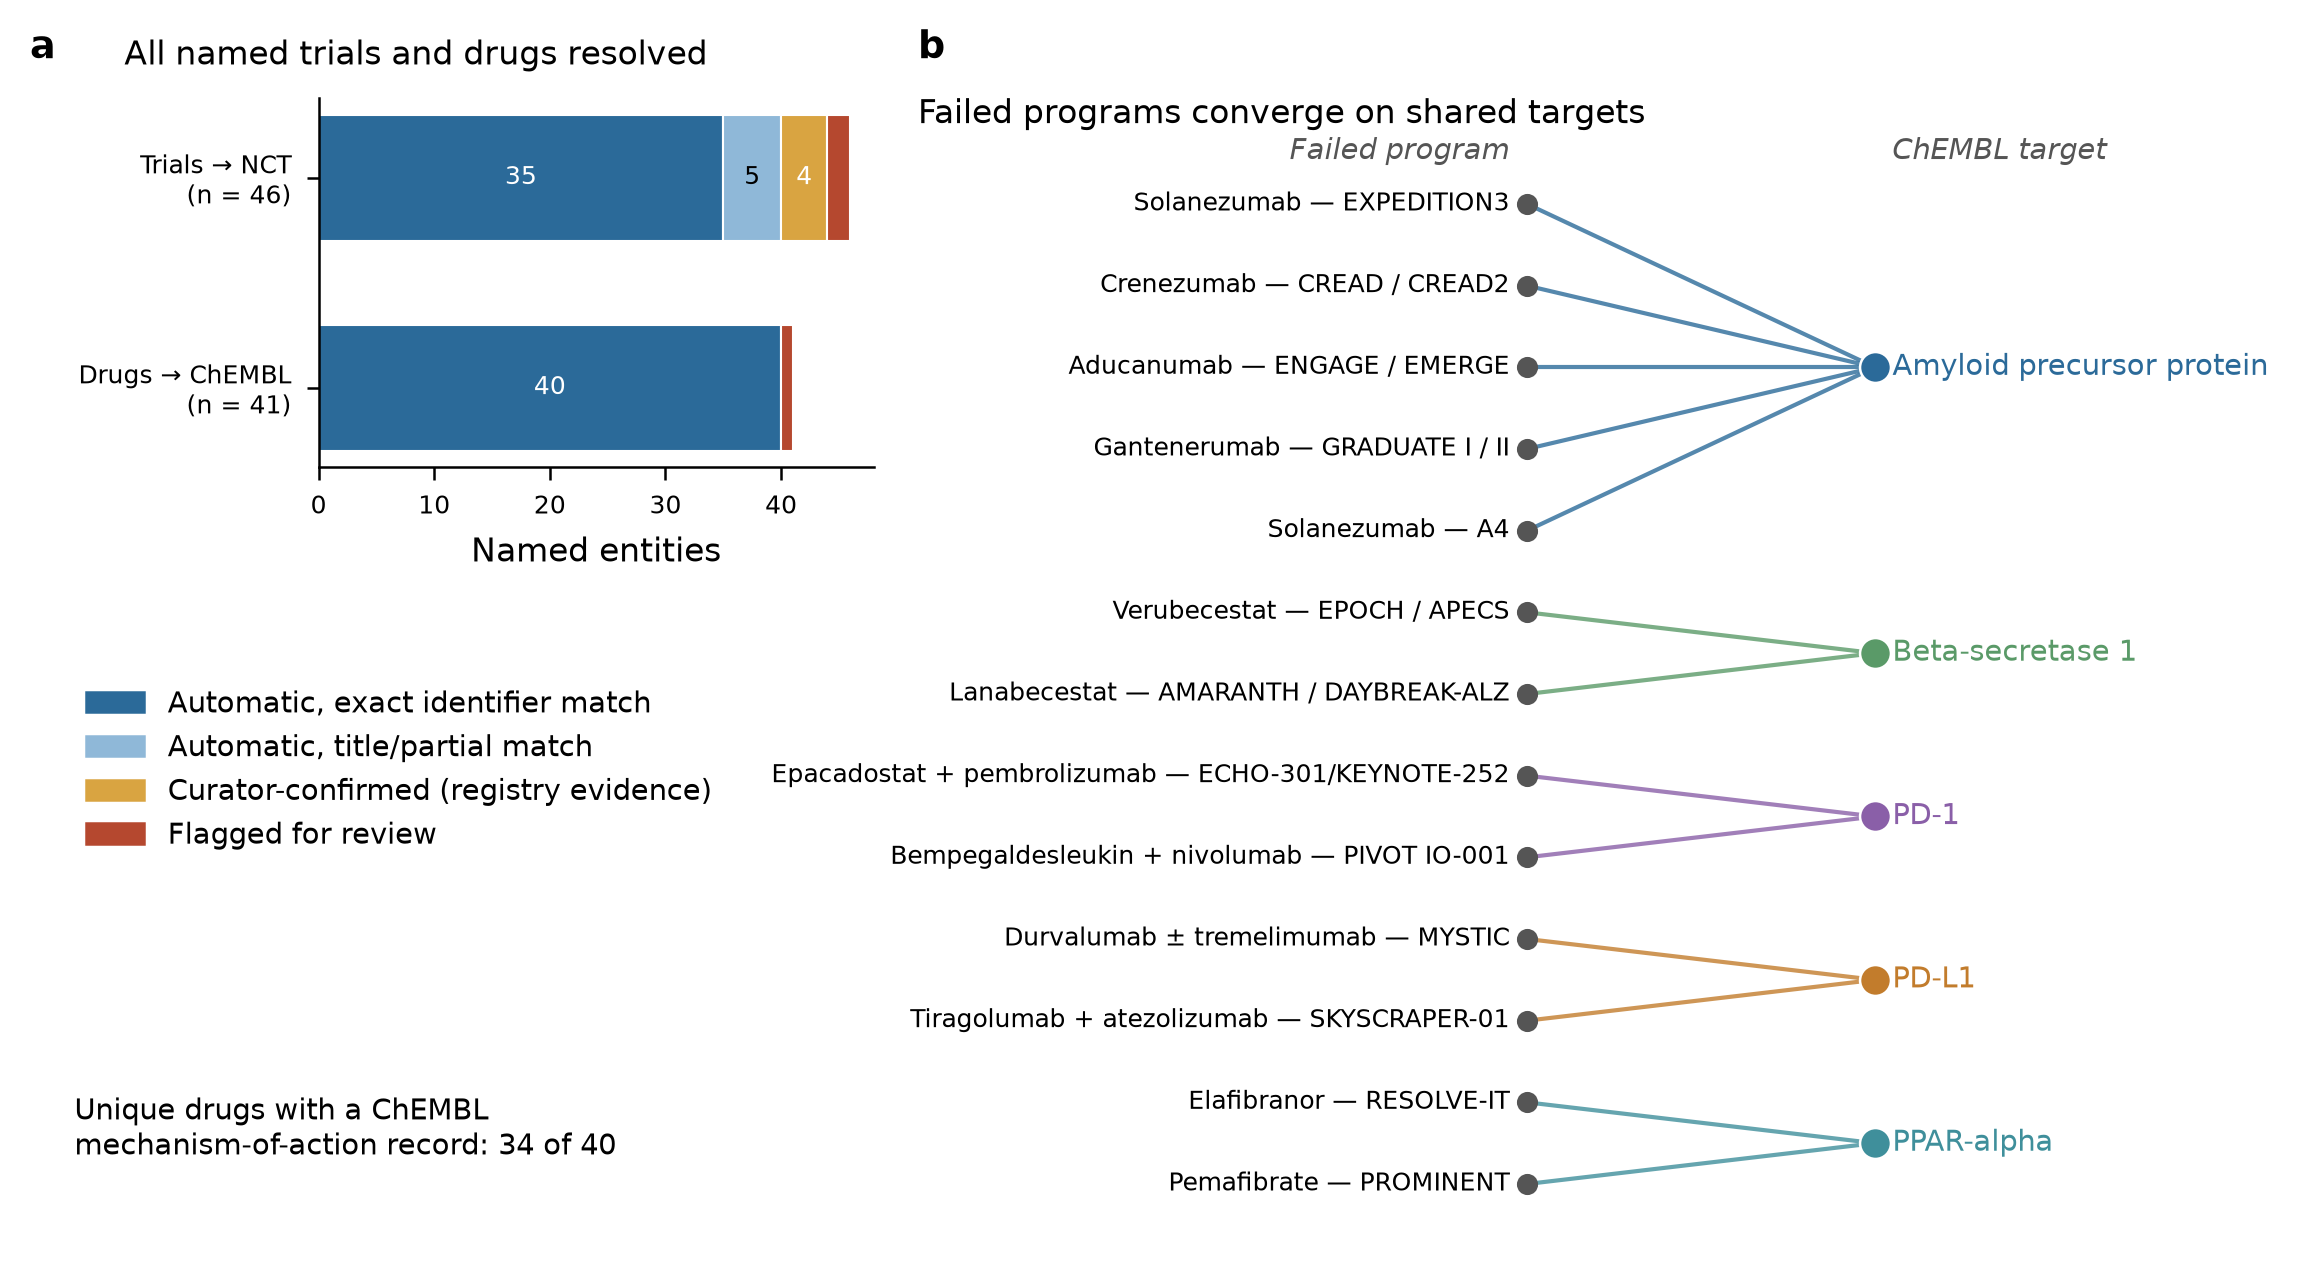 a
All named trials and drugs resolved
Trials → NCT
(n = 46)
35
5
4
Drugs → ChEMBL
(n = 41)
40
0
10
20
30
40
Named entities
Automatic, exact identifier match
Automatic, title/partial match
Curator-confirmed (registry evidence)
Flagged for review
Unique drugs with a ChEMBL
mechanism-of-action record: 34 of 40
b
Failed programs converge on shared targets
Failed program
ChEMBL target
Solanezumab — EXPEDITION3
Crenezumab — CREAD / CREAD2
Aducanumab — ENGAGE / EMERGE
Amyloid precursor protein
Gantenerumab — GRADUATE I / II
Solanezumab — A4
Verubecestat — EPOCH / APECS
Beta-secretase 1
Lanabecestat — AMARANTH / DAYBREAK-ALZ
Epacadostat + pembrolizumab — ECHO-301/KEYNOTE-252
PD-1
Bempegaldesleukin + nivolumab — PIVOT IO-001
Durvalumab ± tremelimumab — MYSTIC
PD-L1
Tiragolumab + atezolizumab — SKYSCRAPER-01
Elafibranor — RESOLVE-IT
PPAR-alpha
Pemafibrate — PROMINENT